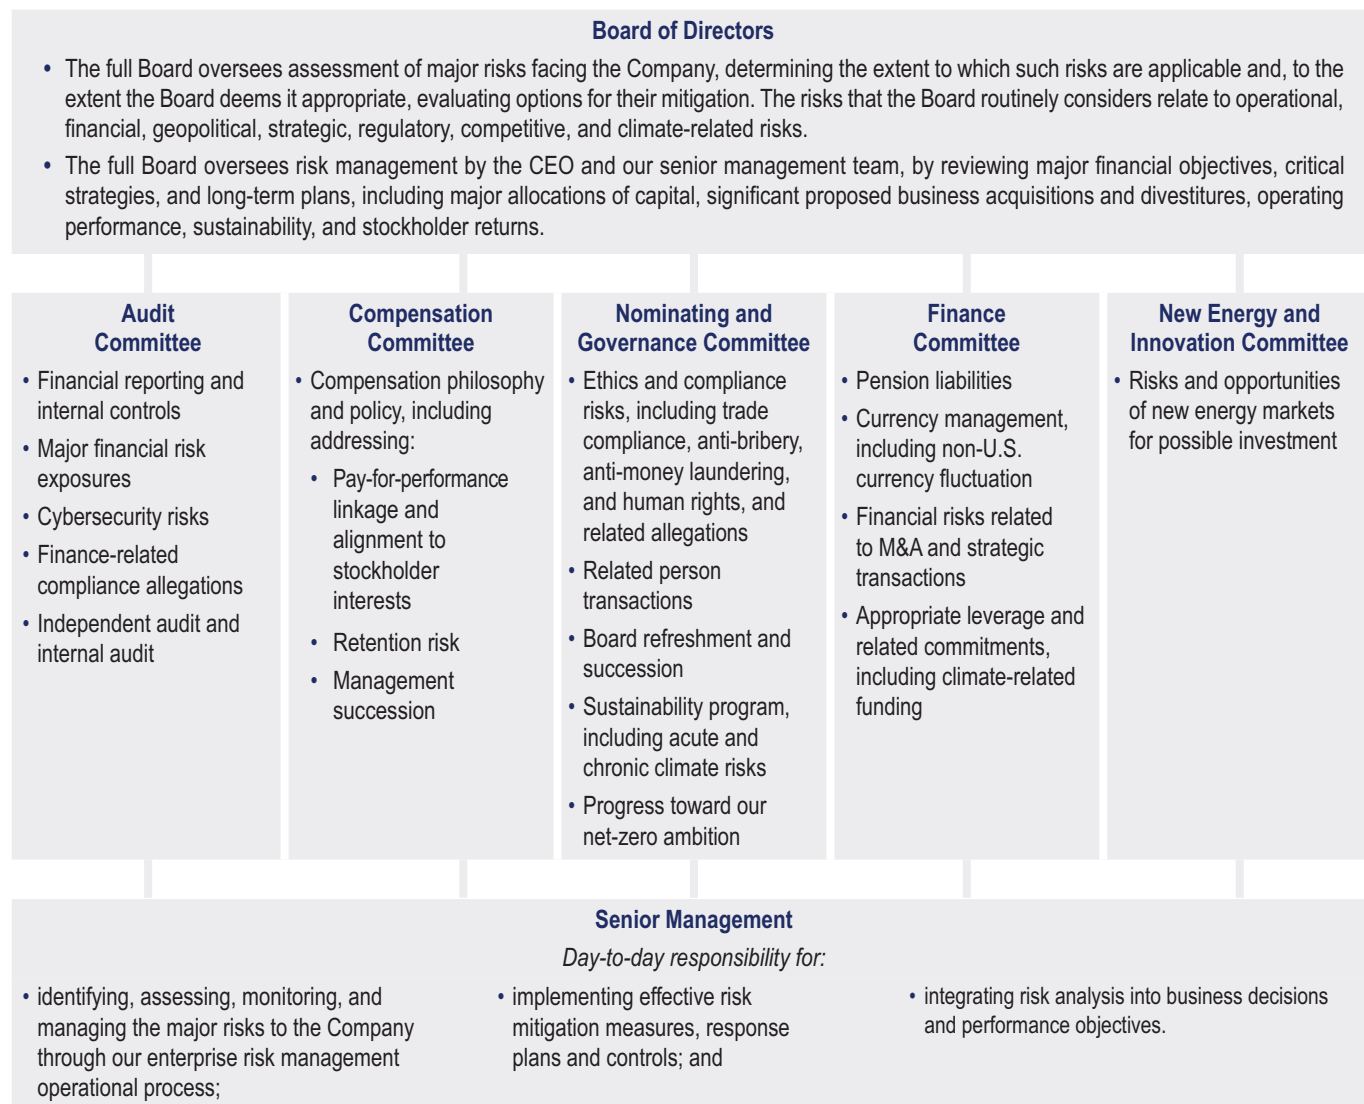 Board of Directors
• The full Board oversees assessment of major risks facing the Company, determining the extent to which such risks are applicable and, to the
extent the Board deems it appropriate, evaluating options for their mitigation. The risks that the Board routinely considers relate to operational,
financial, geopolitical, strategic, regulatory, competitive, and climate-related risks.
• The full Board oversees risk management by the CEO and our senior management team, by reviewing major financial objectives, critical
strategies, and long-term plans, including major allocations of capital, significant proposed business acquisitions and divestitures, operating
performance, sustainability, and stockholder returns.
Audit
Committee
• Financial reporting and
internal controls
• Major financial risk
exposures
• Cybersecurity risks
• Finance-related
compliance allegations
• Independent audit and
internal audit
Compensation
Committee
• Compensation philosophy
and policy, including
addressing:
• Pay-for-performance
linkage and
alignment to
stockholder
interests
• Retention risk
• Management
succession
Nominating and
Governance Committee
• Ethics and compliance
risks, including trade
compliance, anti-bribery,
anti-money laundering,
and human rights, and
related allegations
• Related person
transactions
• Board refreshment and
succession
• Sustainability program,
including acute and
chronic climate risks
• Progress toward our
net-zero ambition
Finance
Committee
• Pension liabilities
• Currency management,
including non-U.S.
currency fluctuation
• Financial risks related
to M&A and strategic
transactions
• Appropriate leverage and
related commitments,
including climate-related
funding
New Energy and
Innovation Committee
• Risks and opportunities
of new energy markets
for possible investment
Senior Management
Day-to-day responsibility for:
• identifying, assessing, monitoring, and
managing the major risks to the Company
through our enterprise risk management
operational process;
• implementing effective risk
mitigation measures, response
plans and controls; and
• integrating risk analysis into business decisions
and performance objectives.